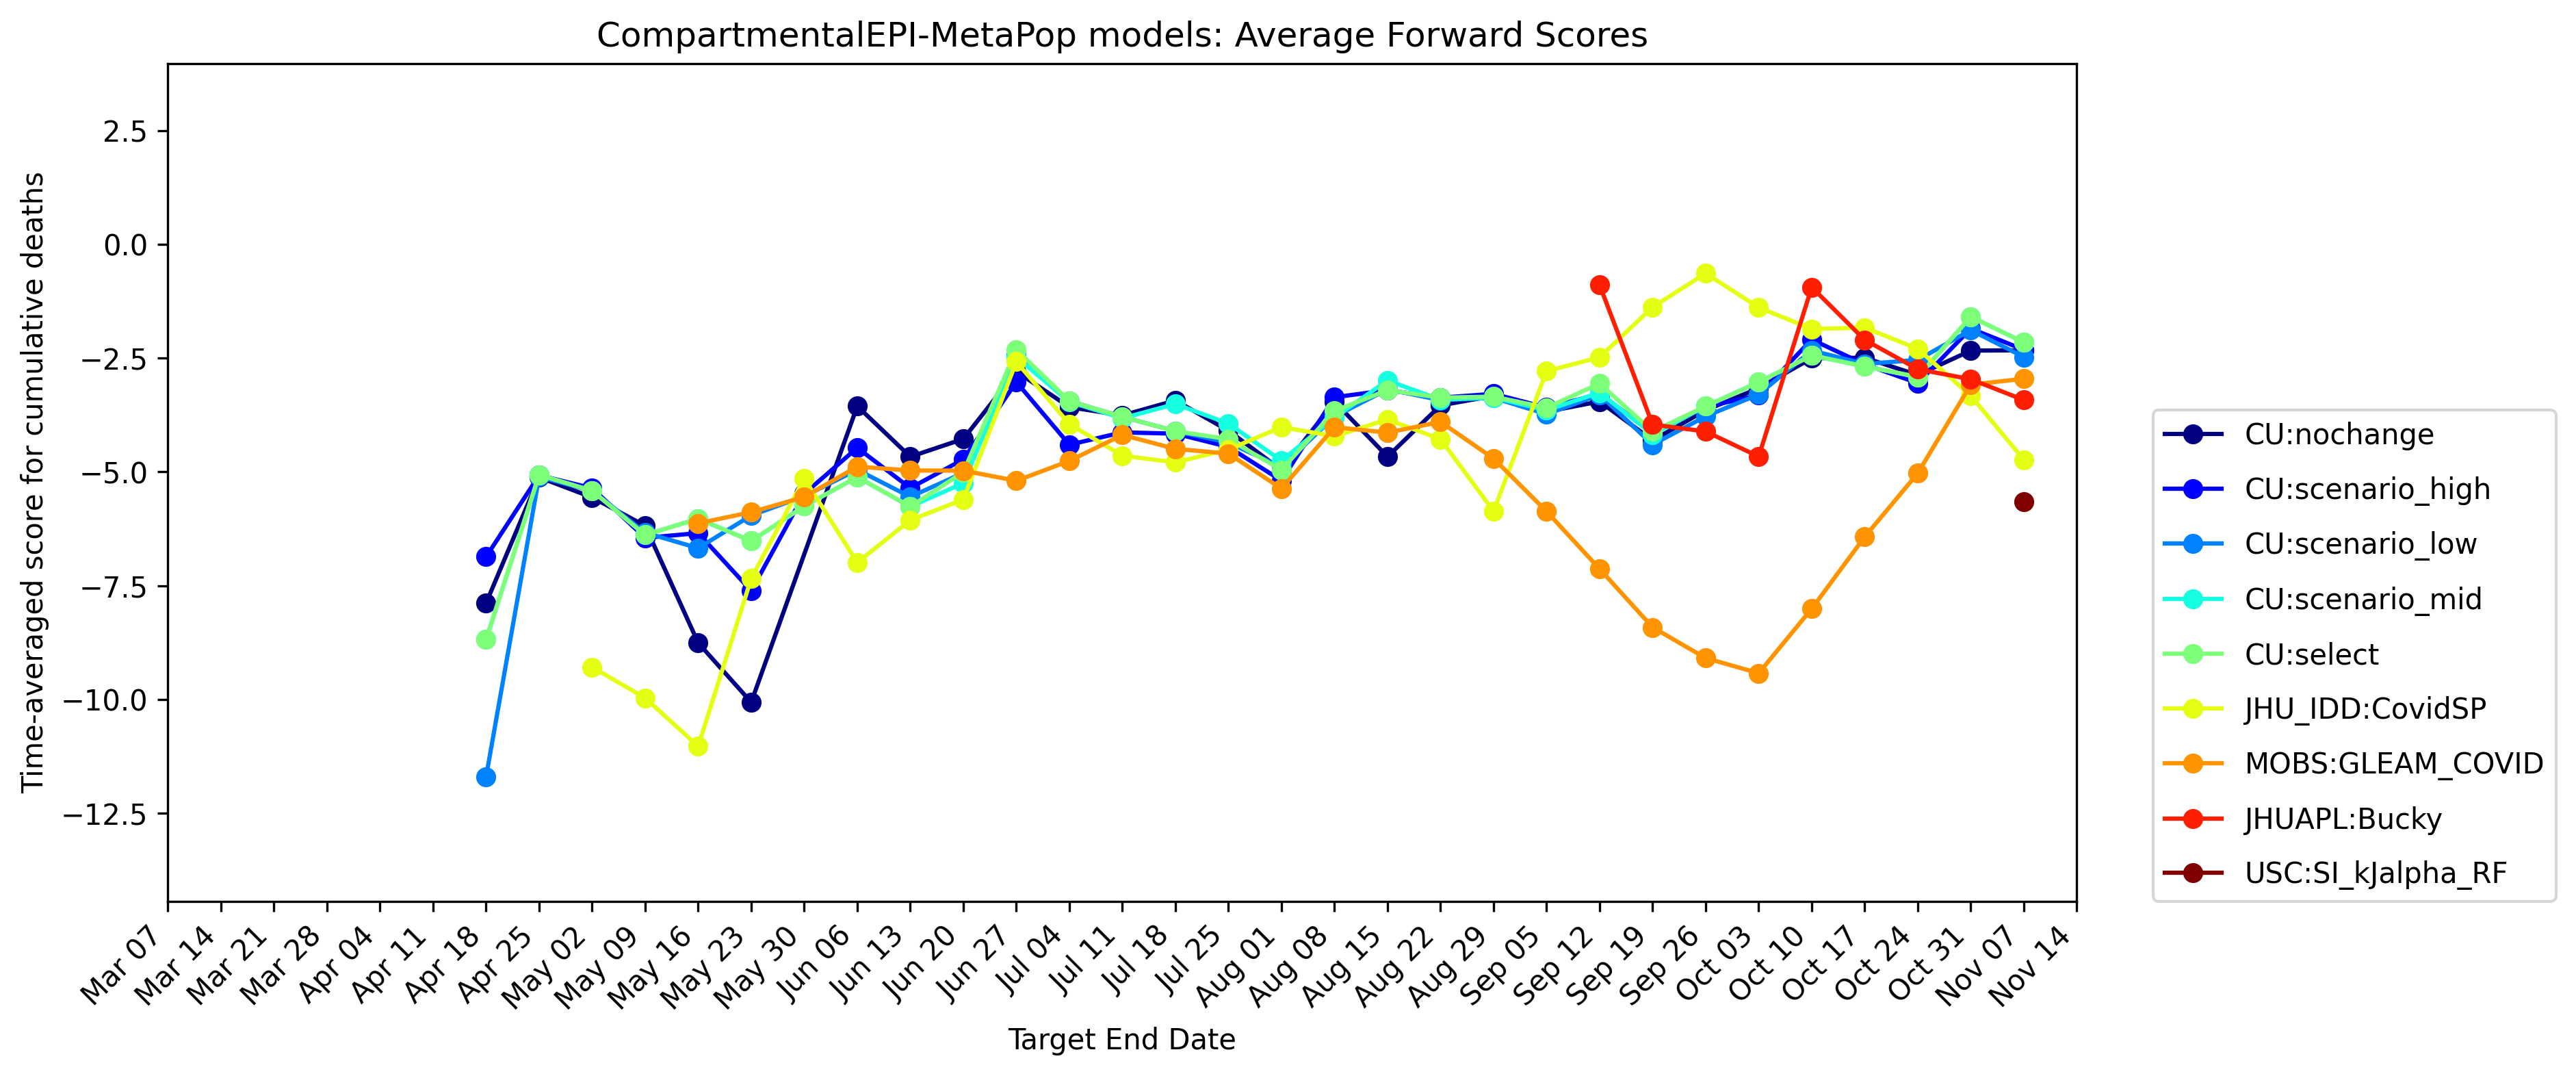 CompartmentalEPI-MetaPop models: Average Forward Scores
Time-averaged score for cumulative deaths
2.5
0.0
−2.5
−5.0
−7.5
−10.0
−12.5
Mar 07
Mar 14
Mar 21
Mar 28
Apr 04
Apr 11
Apr 18
Apr 25
May 02
May 09
May 16
May 23
May 30
Jun 06
Jun 13
Jun 20
Jun 27
Jul 04
Jul 11
Jul 18
Jul 25
Aug 01
Aug 08
Aug 15
Aug 22
Aug 29
Sep 05
Sep 12
Sep 19
Sep 26
Oct 03
Oct 10
Oct 17
Oct 24
Oct 31
Nov 07
Nov 14
Target End Date
CU:nochange
CU:scenario_high
CU:scenario_low
CU:scenario_mid
CU:select
JHU_IDD:CovidSP
MOBS:GLEAM_COVID
JHUAPL:Bucky
USC:SI_kJalpha_RF